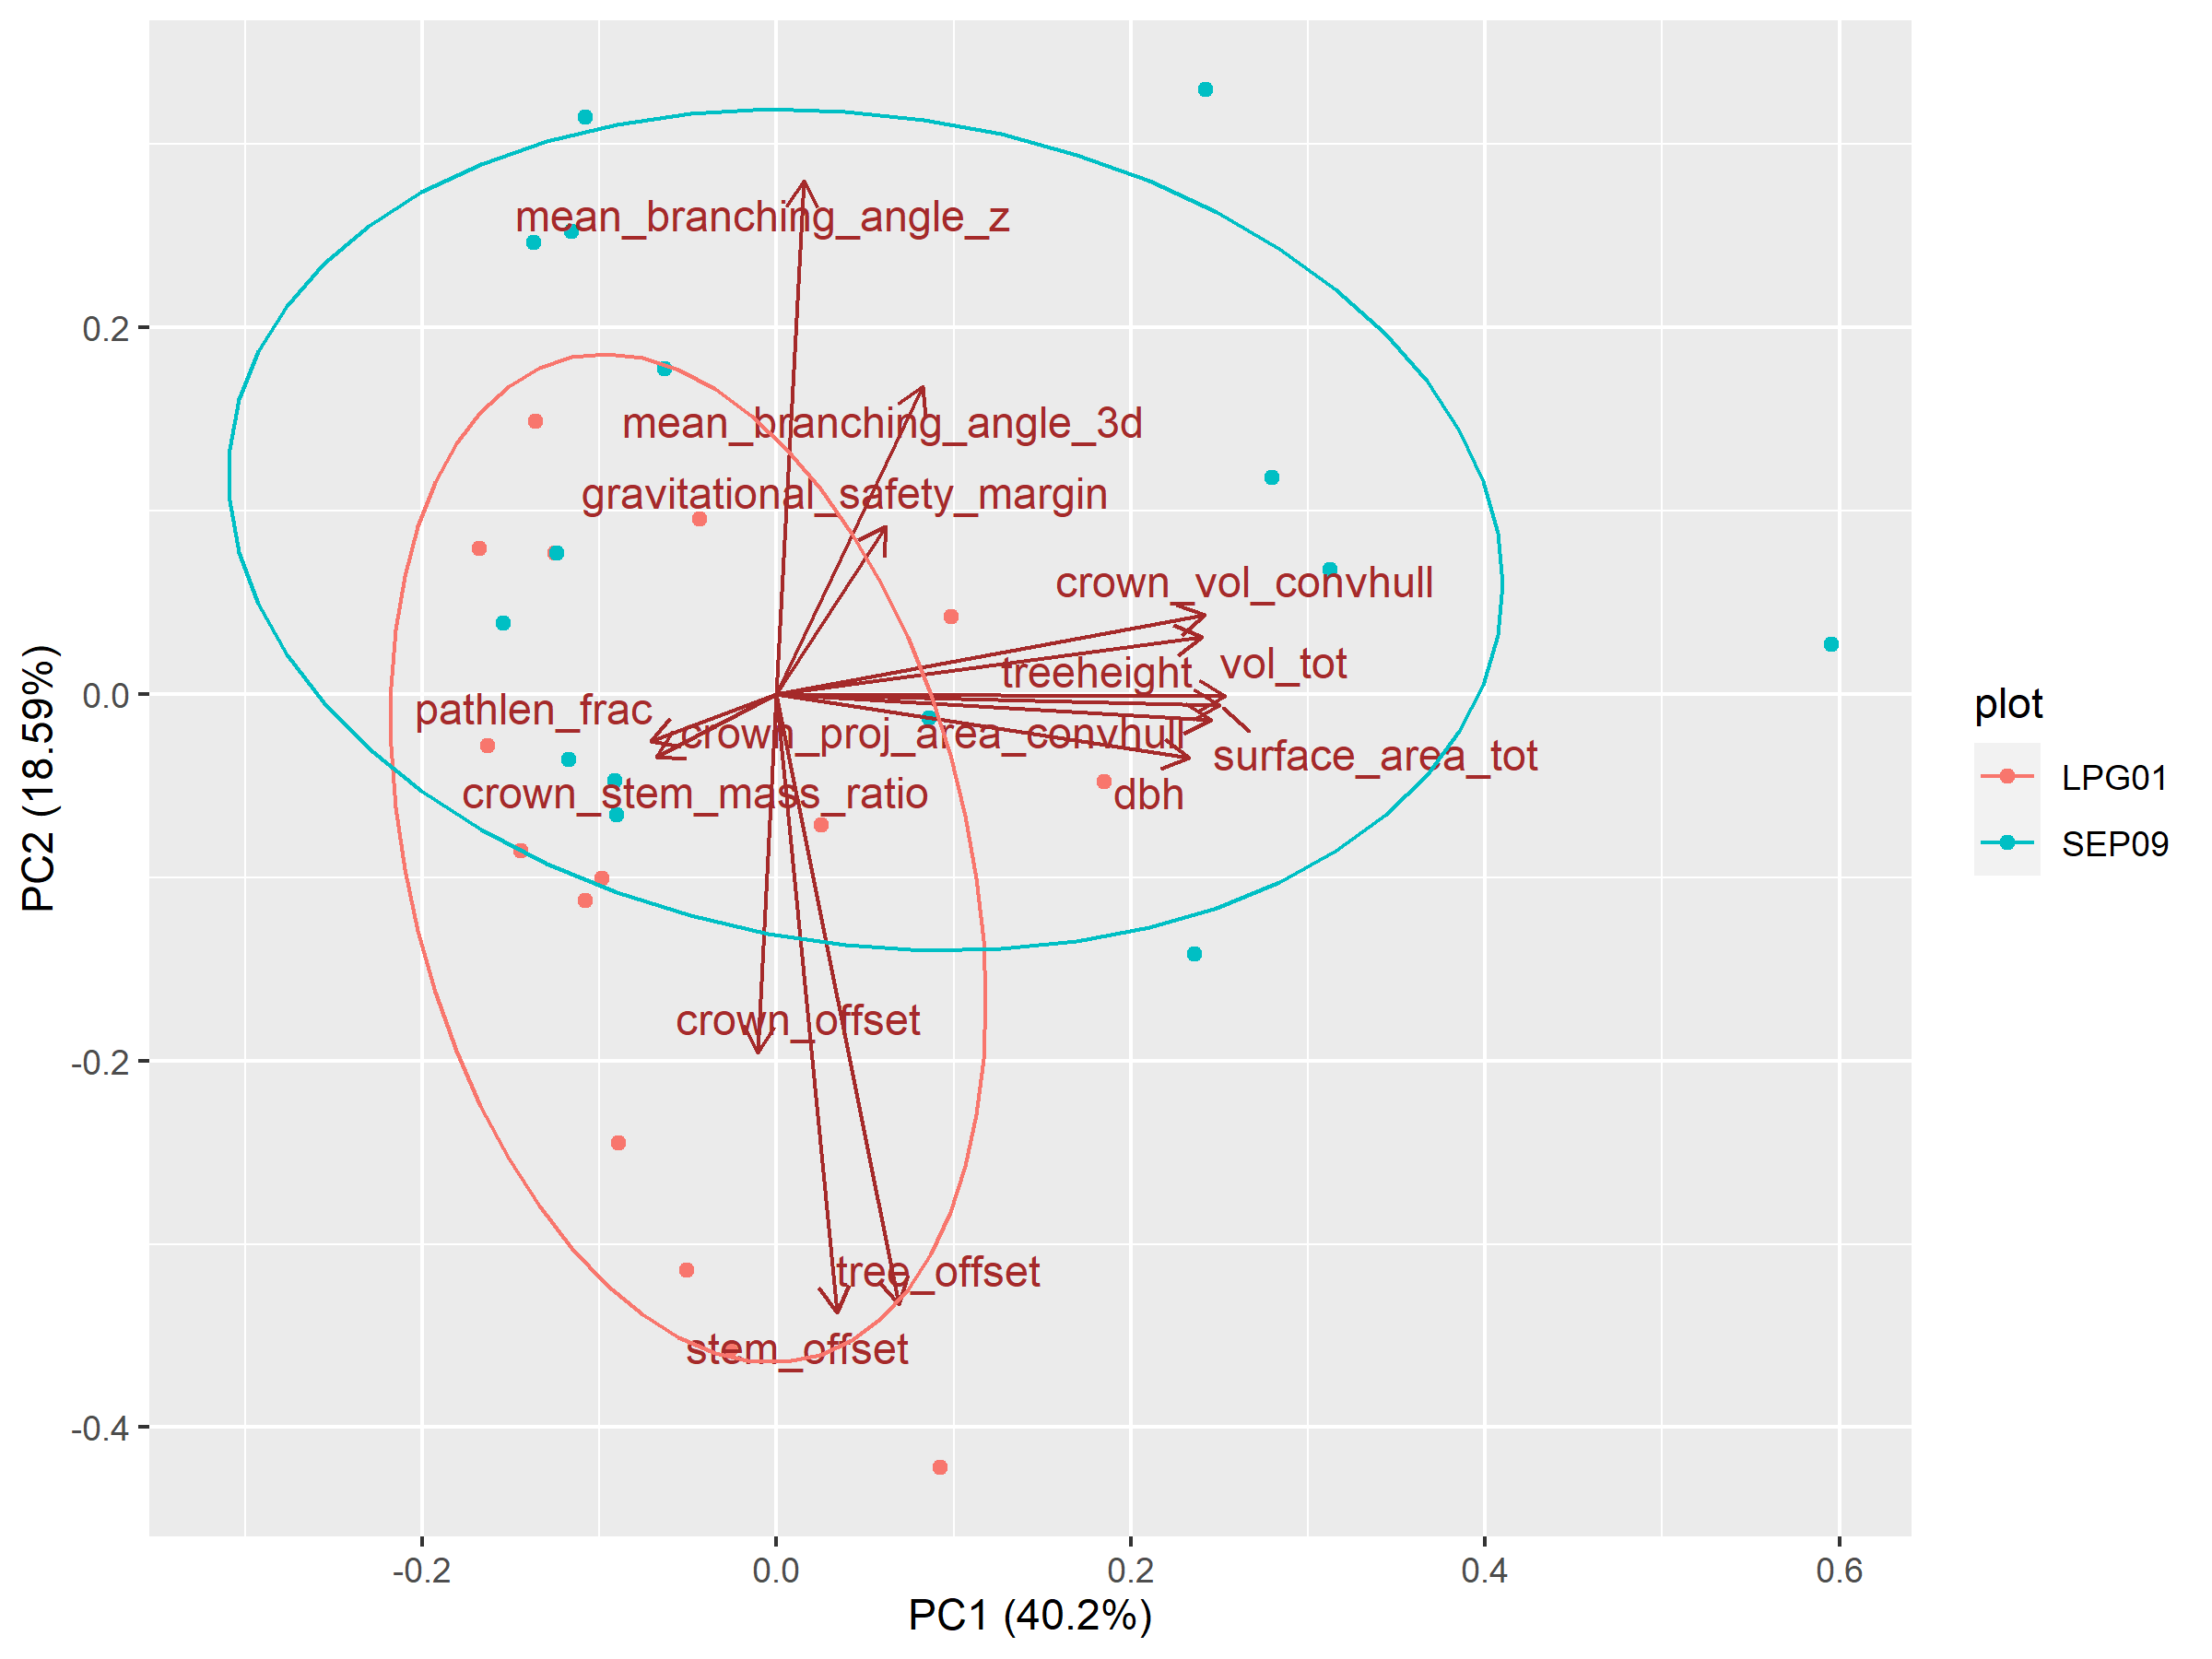 mean_branching_angle_z
mean_branching_angle_3d
gravitational_safety_margin
crown_vol_convhull
treeheight
vol_tot
pathlen_frac
crown_proj_area_convhull
surface_area_tot
crown_stem_mass_ratio
dbh
crown_offset
tree_offset
stem_offset
0.2
0.0
-0.2
-0.4
PC2 (18.59%)
-0.2
0.0
0.2
0.4
0.6
PC1 (40.2%)
plot
LPG01
SEP09